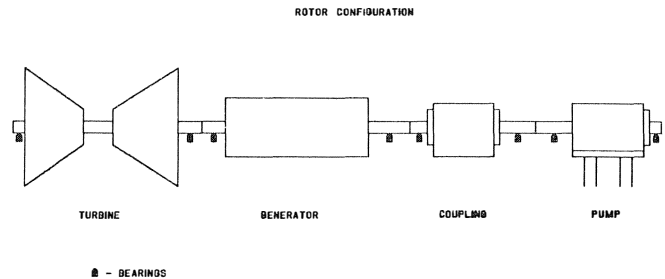 ROTOR CONFIGURATION
TURBINE GENERATOR COUPLING PUMP
- BEARINGS